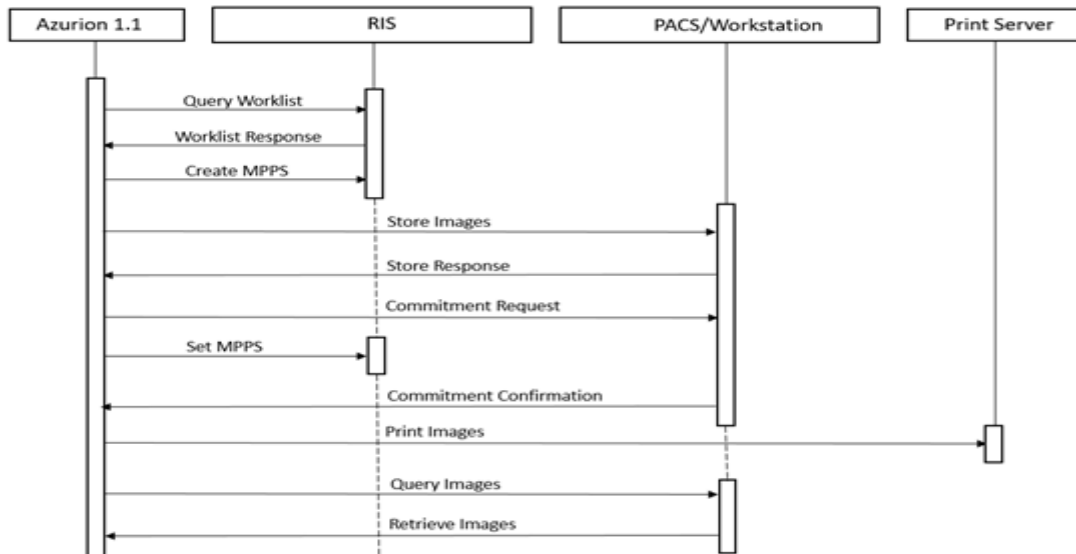 Azurion 1.1
RIS
PACS/Workstation
Print Server
Query Worklist
Worklist Response
Create MPPS
Store Images
Store Response
Commitment Request
Set MPPS
Commitment Confirmation
Print Images
Query Images
Retrieve Images